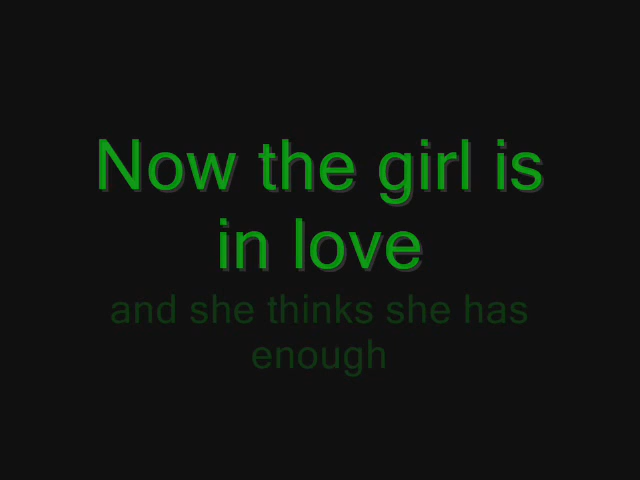 Now the girl is
in love
and she thinks she has
enough